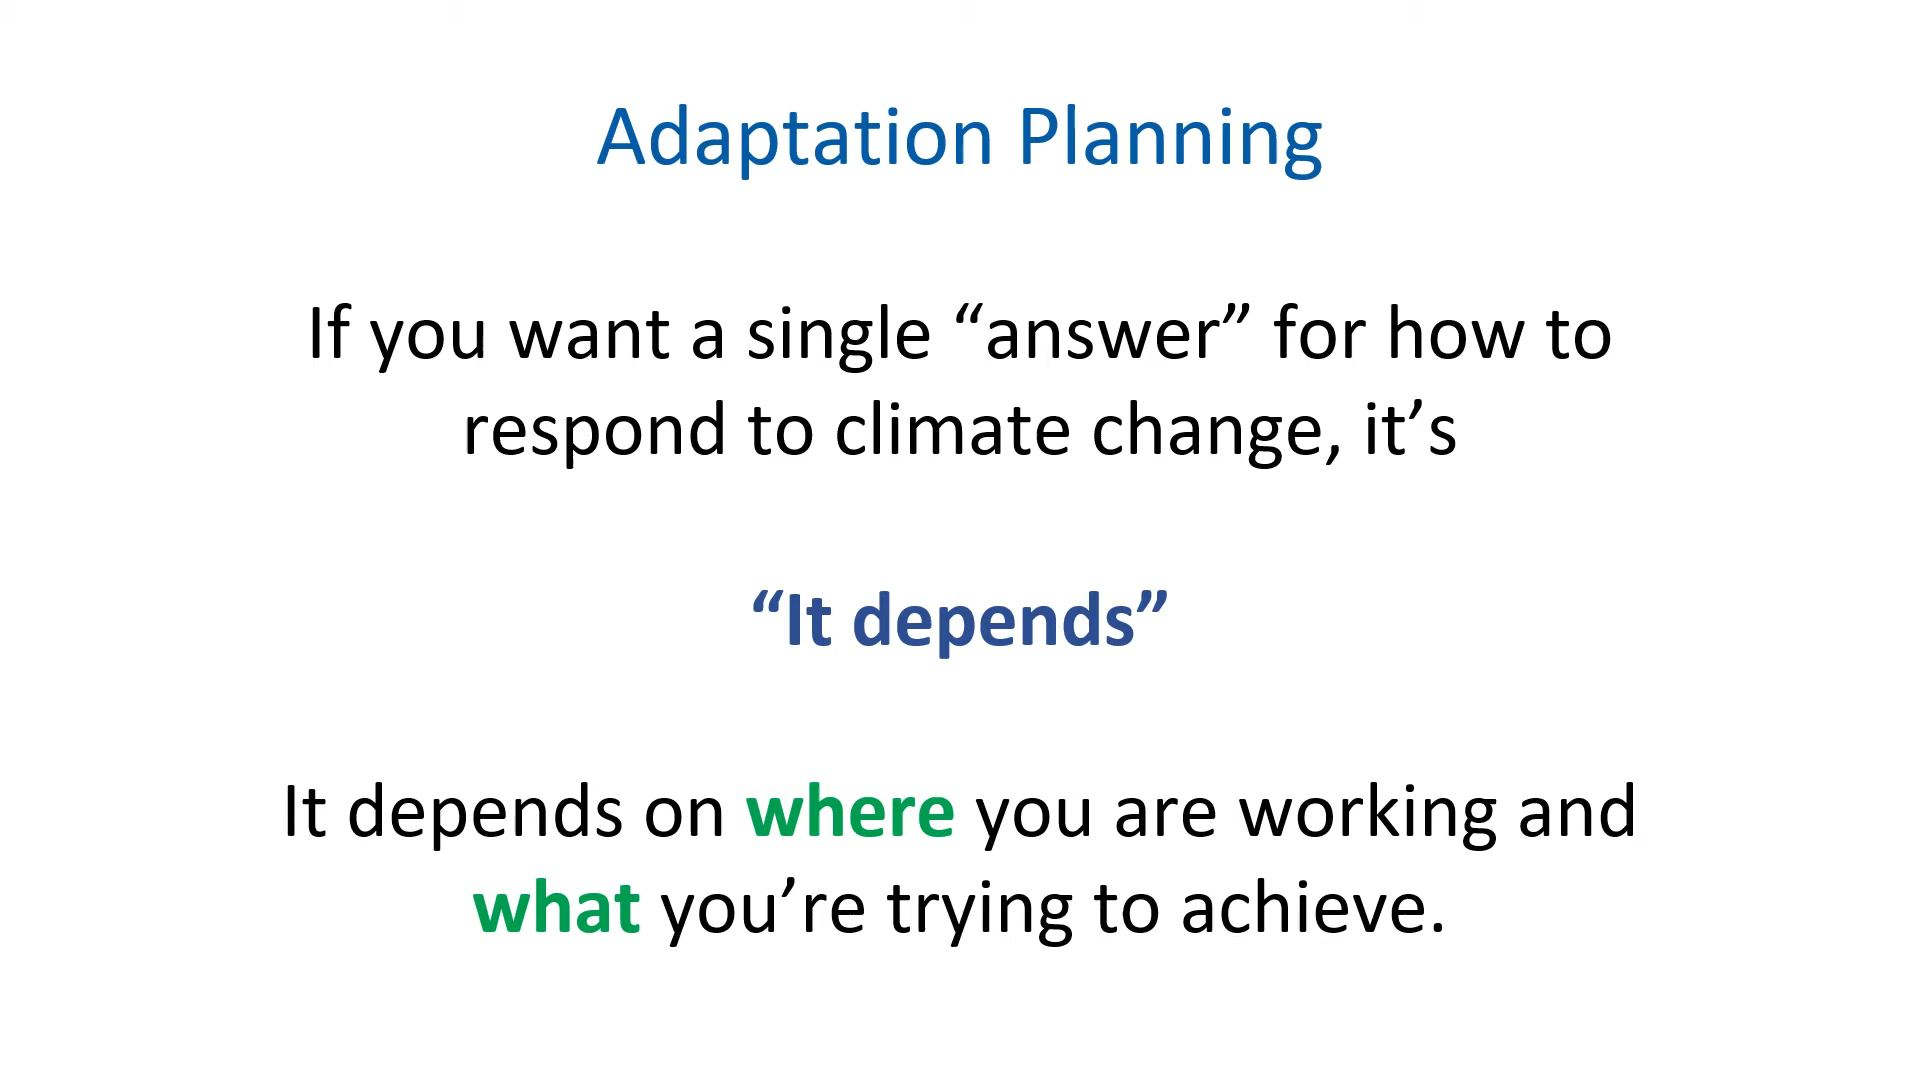 Adaptation Planning
If you want a single “answer” for how to
respond to climate change, it’s
“It depends”
It depends on where you are working and
what you’re trying to achieve.